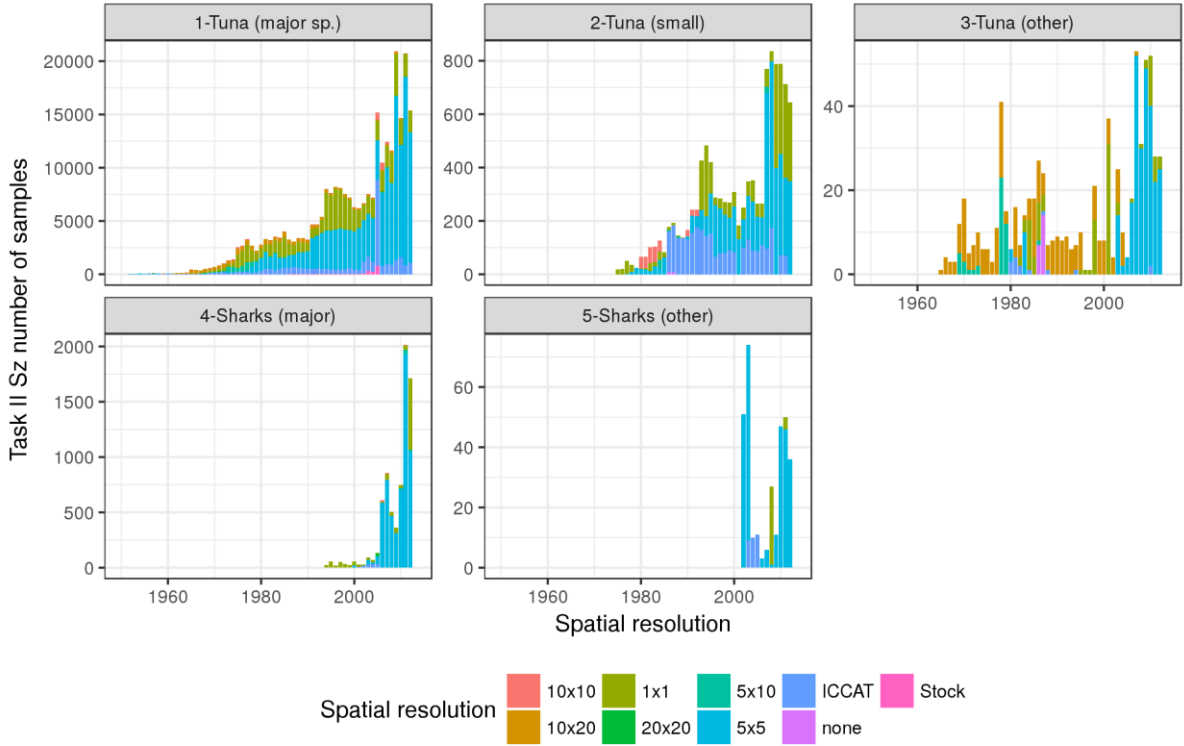 1-Tuna (major sp.)
2-Tuna (small)
3-Tuna (other)
20000
15000
10000
5000
0
800
600
400
200
0
40
20
0
1960
1980
2000
4-Sharks (major)
5-Sharks (other)
2000
1500
1000
500
0
60
40
20
0
1960
1980
2000
1960
1980
2000
Task II Sz number of samples
Spatial resolution
Spatial resolution
10x10
1x1
5x10
ICCAT
Stock
10x20
20x20
5x5
none